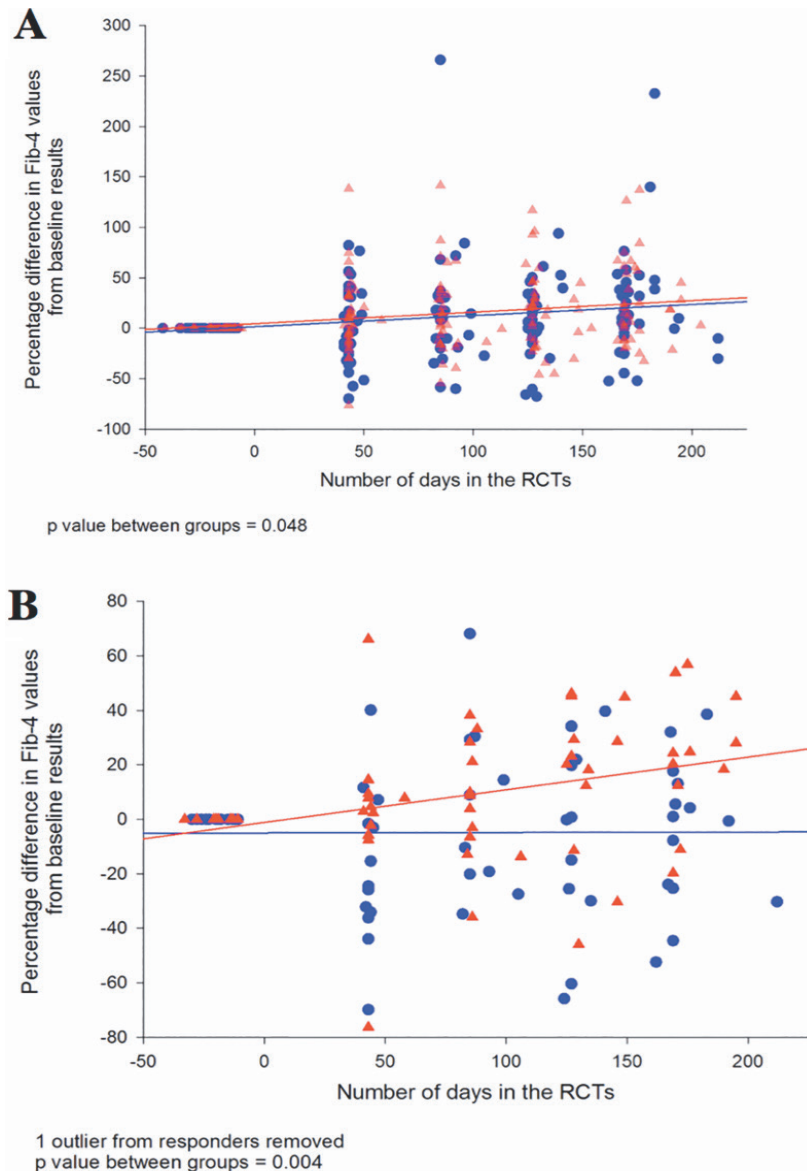 A
Percentage difference in Fib-4 values
from baseline results
300
250
200
150
100
50
0
-50
-100
-50
0
50
100
150
200
Number of days in the RCTs
p value between groups = 0.048
B
Percentage difference in Fib-4 values
from baseline results
80
60
40
20
0
-20
-40
-60
-80
-50
0
50
100
150
200
Number of days in the RCTs
1 outlier from responders removed
p value between groups = 0.004